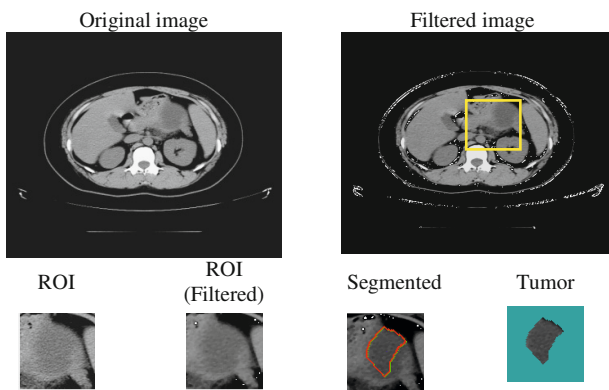 Original image
Filtered image
ROI
ROI
(Filtered)
Segmented
Tumor